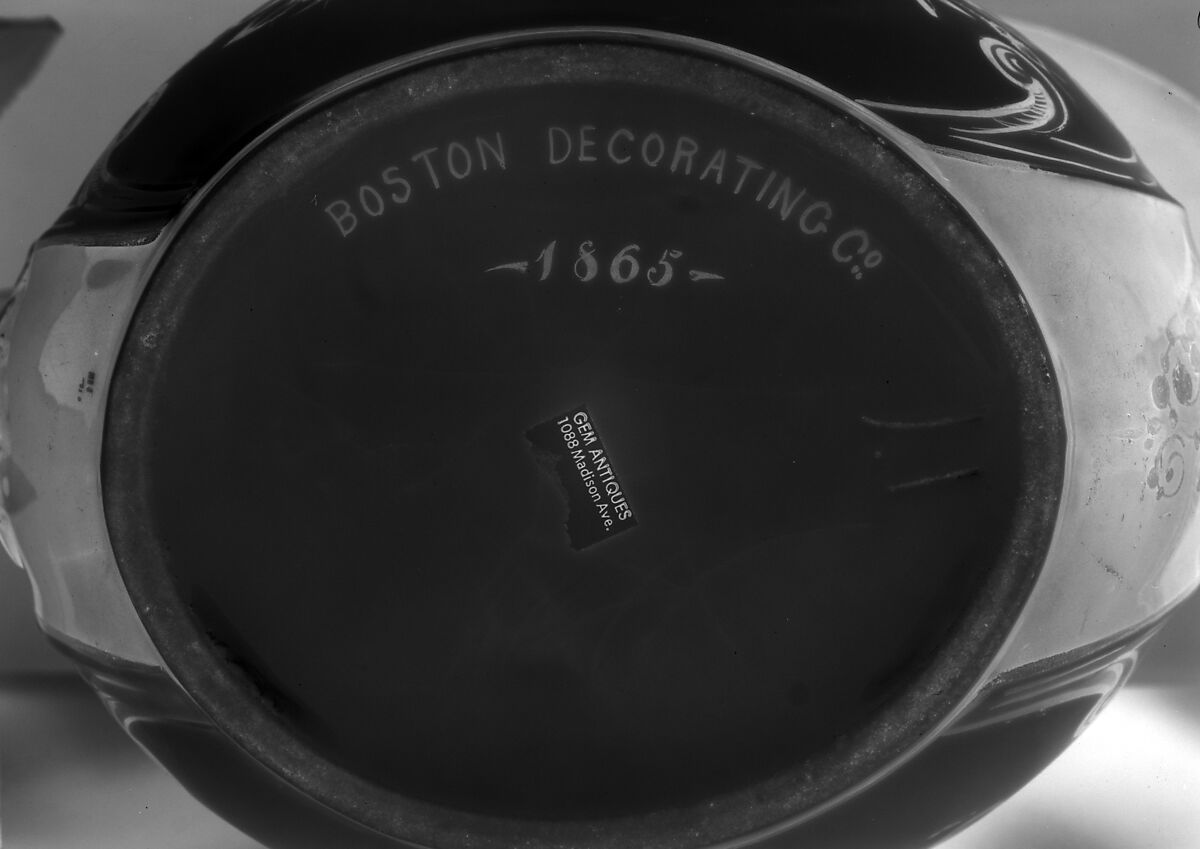 BOSTON DECORATING Co.
-1865-
GEM ANTIQUES
1088 Madison Ave.